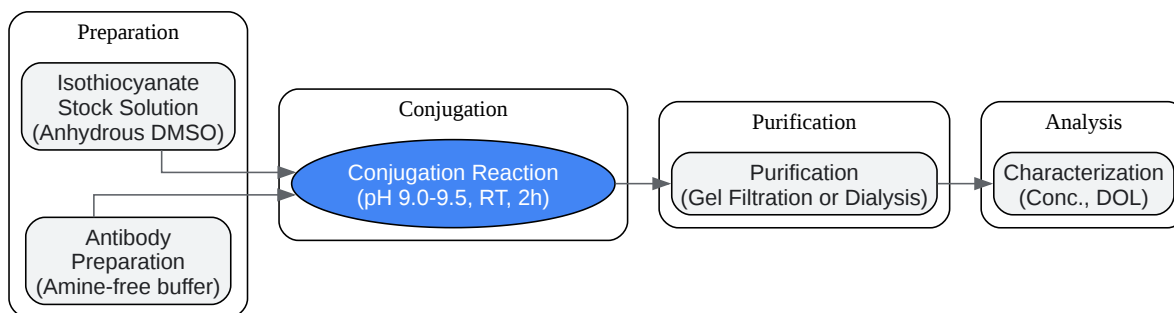 Preparation
Isothiocyanate
Stock Solution
(Anhydrous DMSO)
Antibody
Preparation
(Amine-free buffer)
Conjugation
Conjugation Reaction
(pH 9.0-9.5, RT, 2h)
Purification
Purification
(Gel Filtration or Dialysis)
Analysis
Characterization
(Conc., DOL)